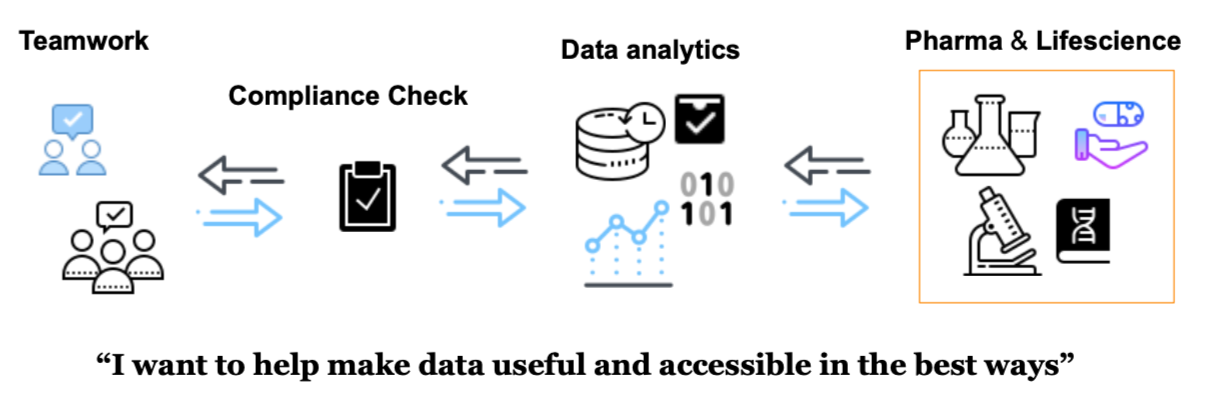 Teamwork
Compliance Check
Data analytics
Pharma & Lifescience
010
101
“I want to help make data useful and accessible in the best ways”